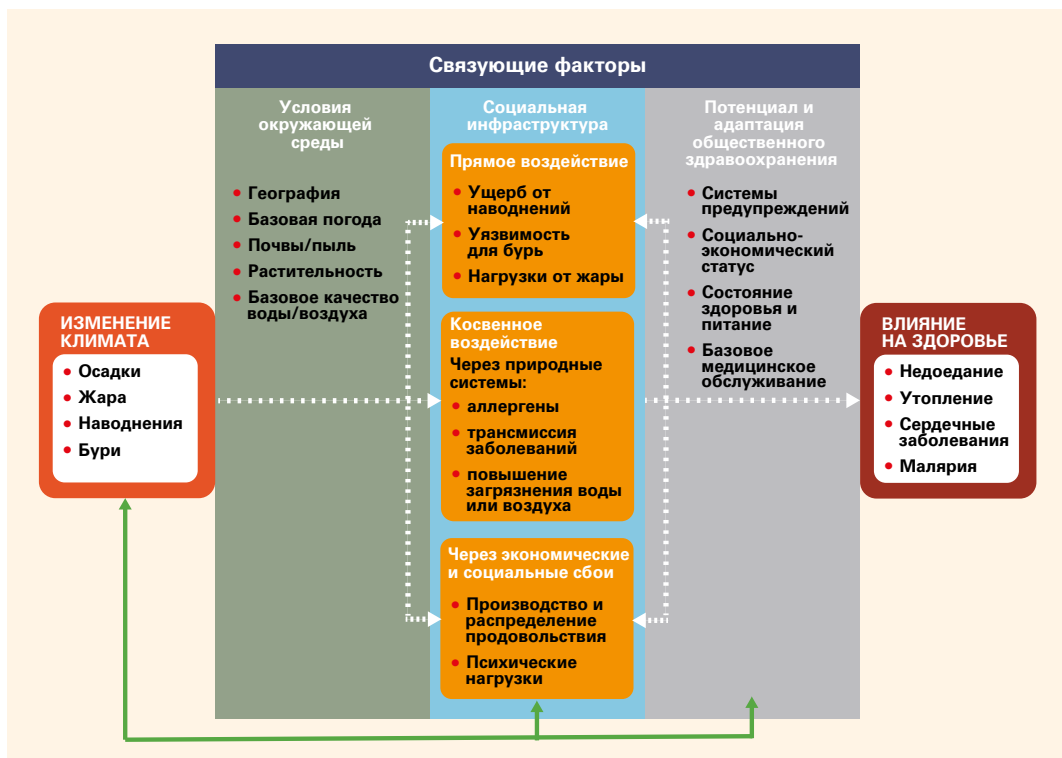 Связующие факторы
Условия
окружающей
среды
География
Базовая погода
Почвы/пыль
Растительность
Базовое качество
воды/воздуха
Социальная
инфраструктура
Прямое воздействие
Ущерб от
наводнений
Уязвимость
для бурь
Нагрузки от жары
Косвенное
воздействие
Через природные
системы:
аллергены
трансмиссия
заболеваний
повышение
загрязнения воды
или воздуха
Через экономические
и социальные сбои
Производство и
распределение
продовольствия
Психические
нагрузки
Потенциал и
адаптация
общественного
здравоохранения
Системы
предупреждений
Социально-
экономический
статус
Состояние
здоровья и
питание
Базовое
медицинское
обслуживание
ИЗМЕНЕНИЕ
КЛИМАТА
Осадки
Жара
Наводнения
Бури
ВЛИЯНИЕ
НА ЗДОРОВЬЕ
Недоедание
Утопление
Сердечные
заболевания
Малярия